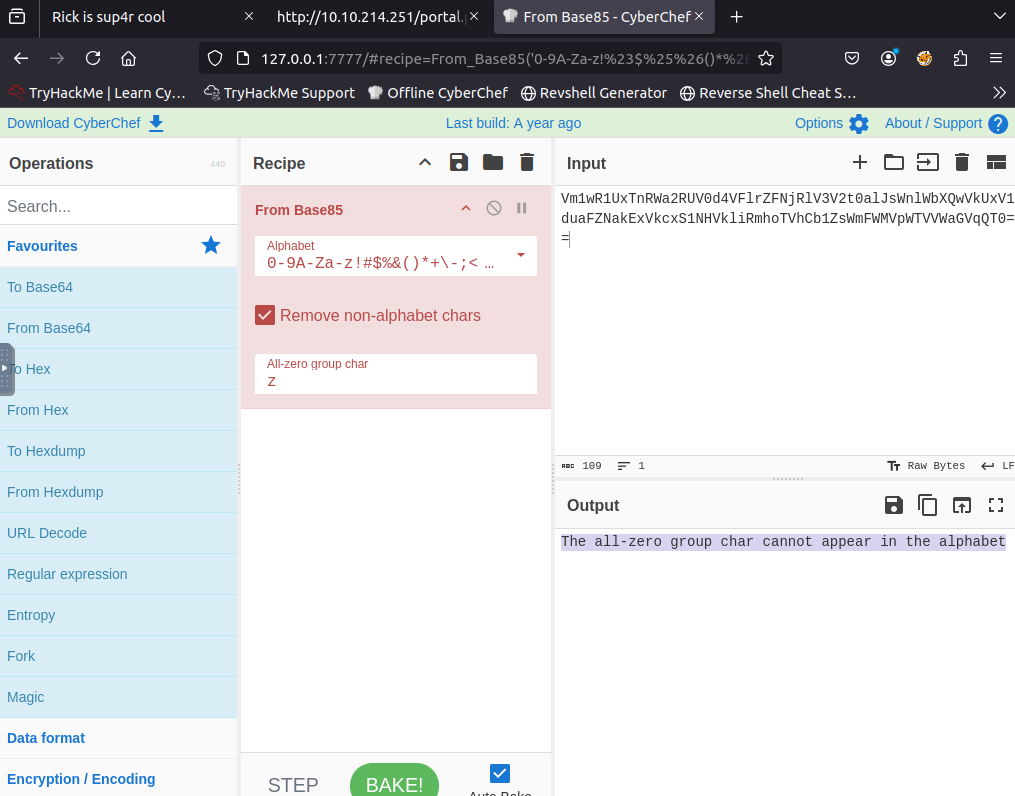 Rick is sup4r cool
http://10.10.214.251/portal.p
From Base85 - CyberChef
127.0.0.1:7777/#recipe=From_Base85('0-9A-Za-z!%23$%25%26()*%2B
TryHackMe | Learn Cy…
TryHackMe Support
Offline CyberChef
Revshell Generator
Reverse Shell Cheat S…
Download CyberChef
Last build: A year ago
Options
About / Support
Operations
440
Recipe
Input
Search...
From Base85
Vm1wR1UxTnRWa2RUV0d4VFlrZFNjRlV3V2t0alJsWnlWbXQwVkUxV1
duaFZNakExVkcxS1NHVkliRmhoTVhCb1ZsWmFWMVpWTVVWaGVqQT0=
=
Favourites
Alphabet
0-9A-Za-z!#$%&()*+\-;< …
To Base64
Remove non-alphabet chars
From Base64
All-zero group char
z
To Hex
From Hex
To Hexdump
109
1
Raw Bytes
LF
From Hexdump
Output
URL Decode
The all-zero group char cannot appear in the alphabet
Regular expression
Entropy
Fork
Magic
Data format
Encryption / Encoding
STEP
BAKE!
Auto Bake